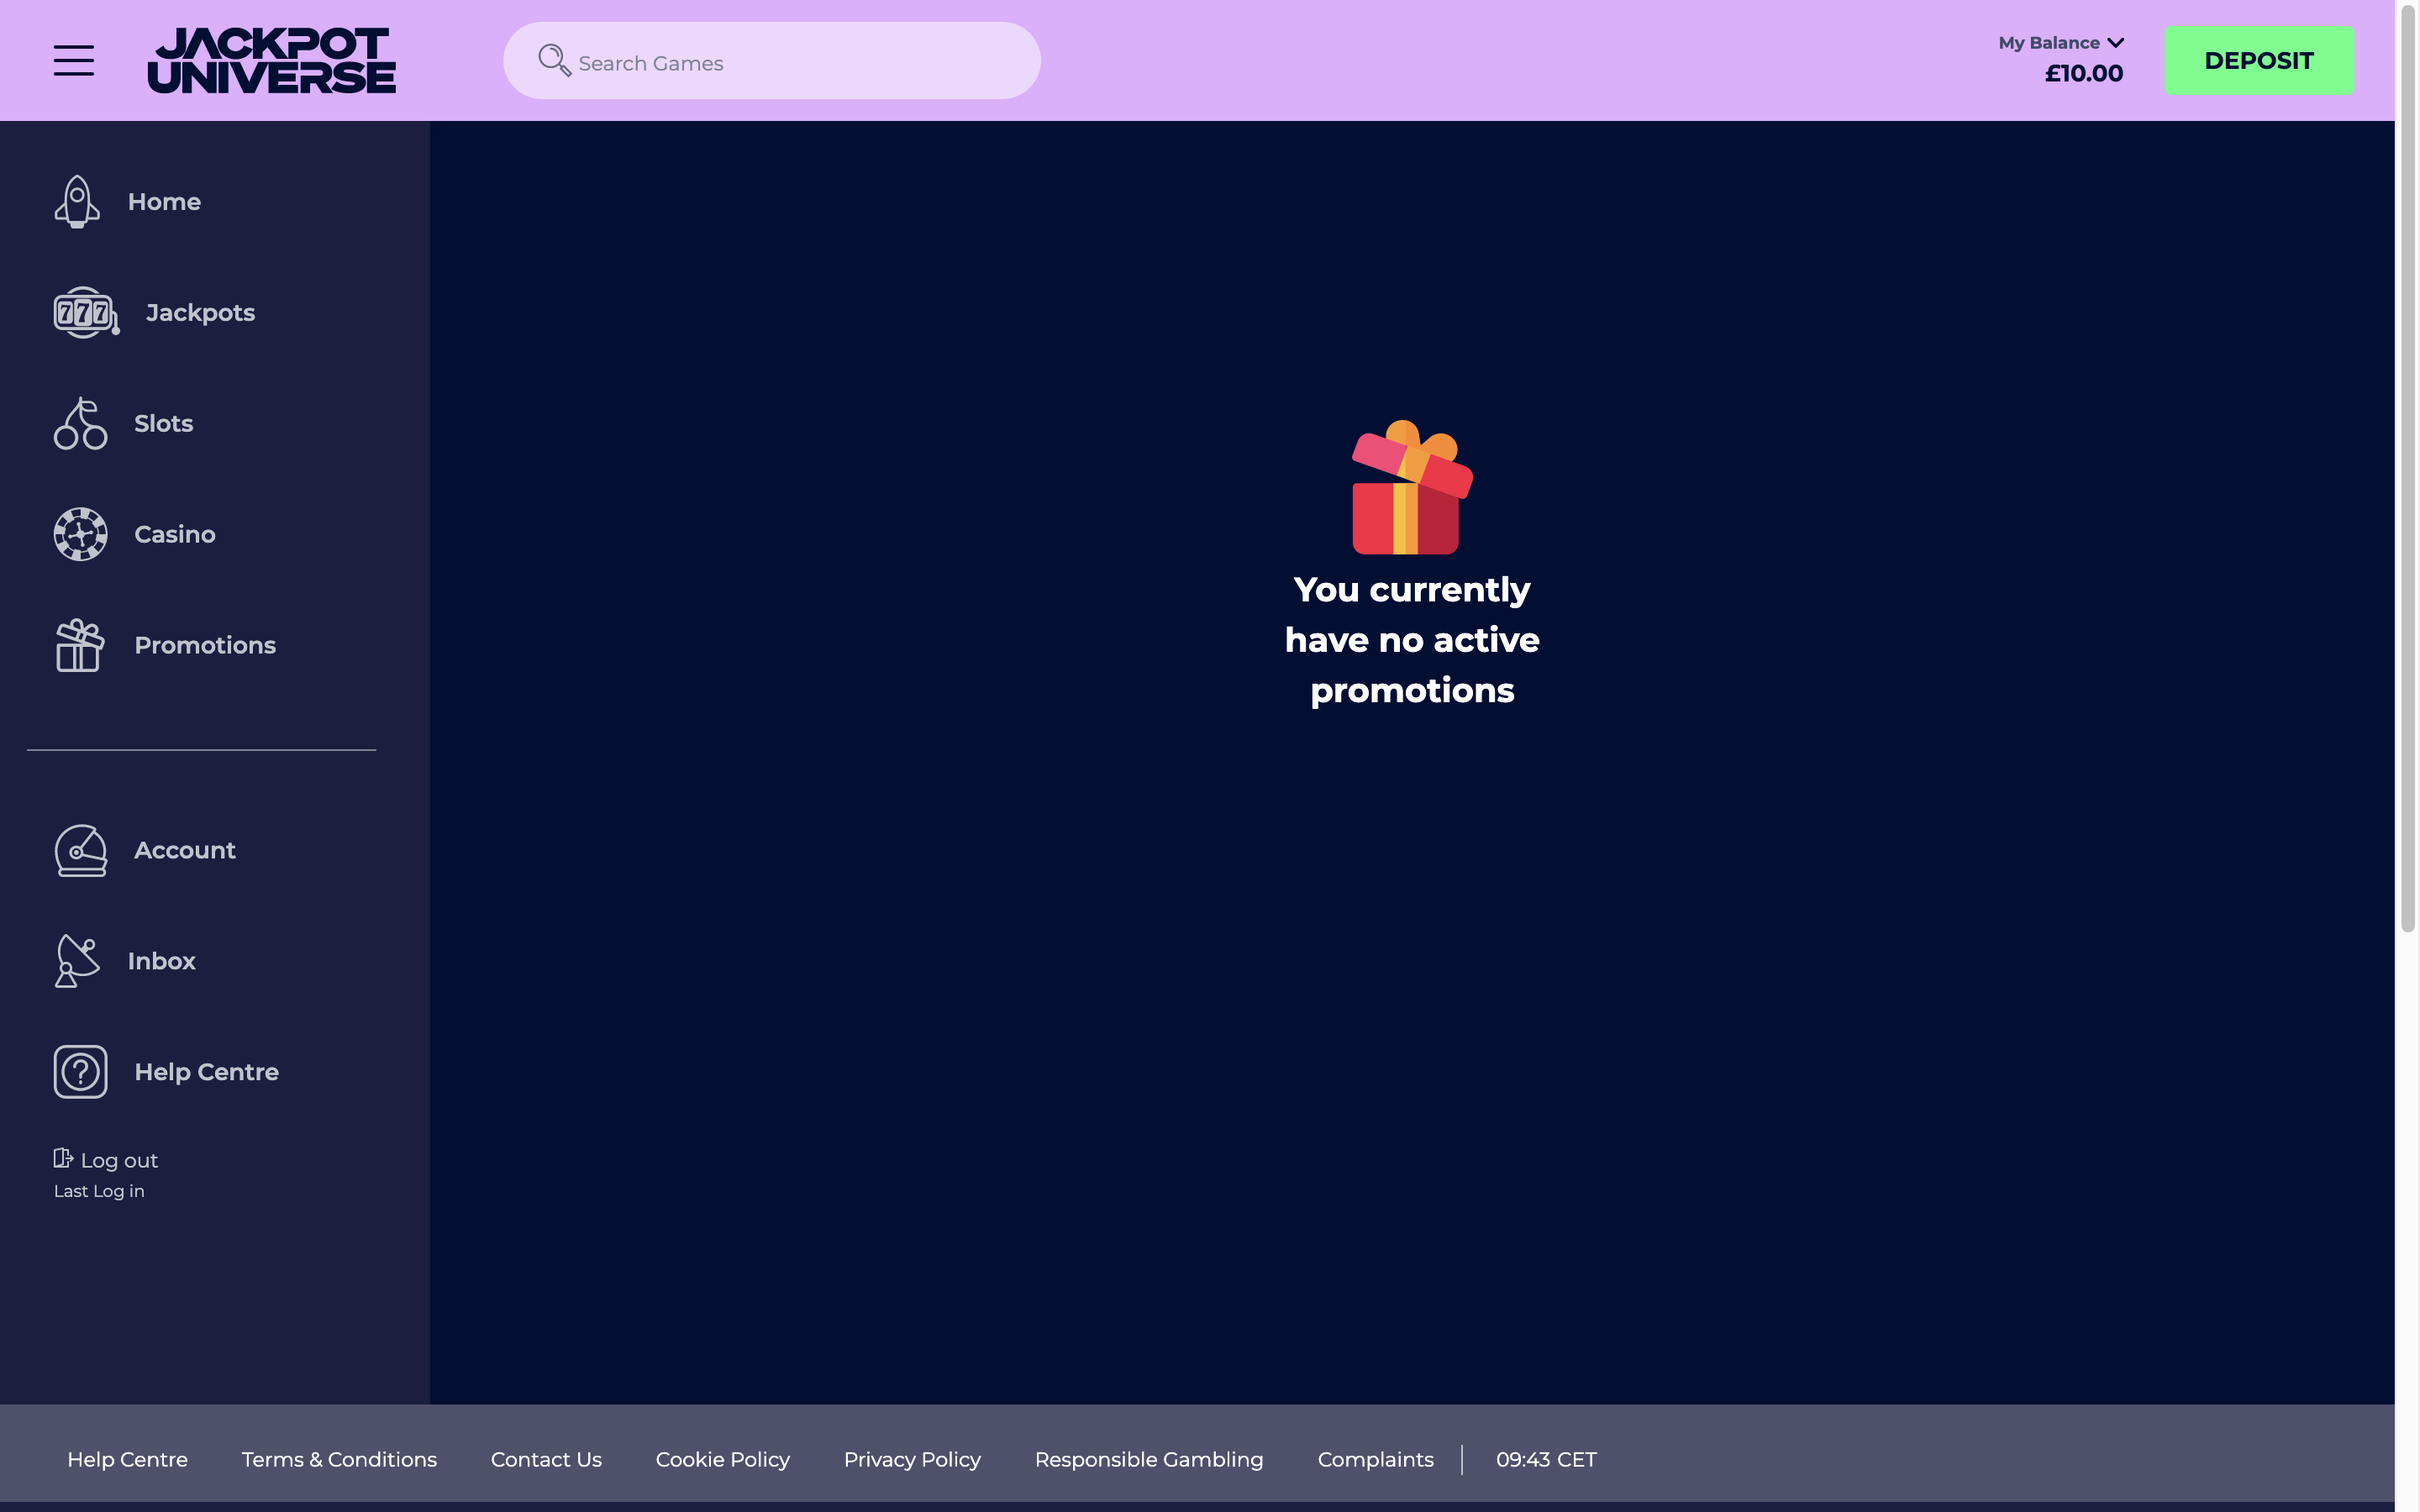 JACKPOT
UNIVERSE
Search Games
My Balance
£10.00
DEPOSIT
Home
777
Jackpots
Slots
Casino
Promotions
You currently
have no active
promotions
Account
Inbox
?
Help Centre
Log out
Last Log in
Help Centre
Terms & Conditions
Contact Us
Cookie Policy
Privacy Policy
Responsible Gambling
Complaints
09:43 CET